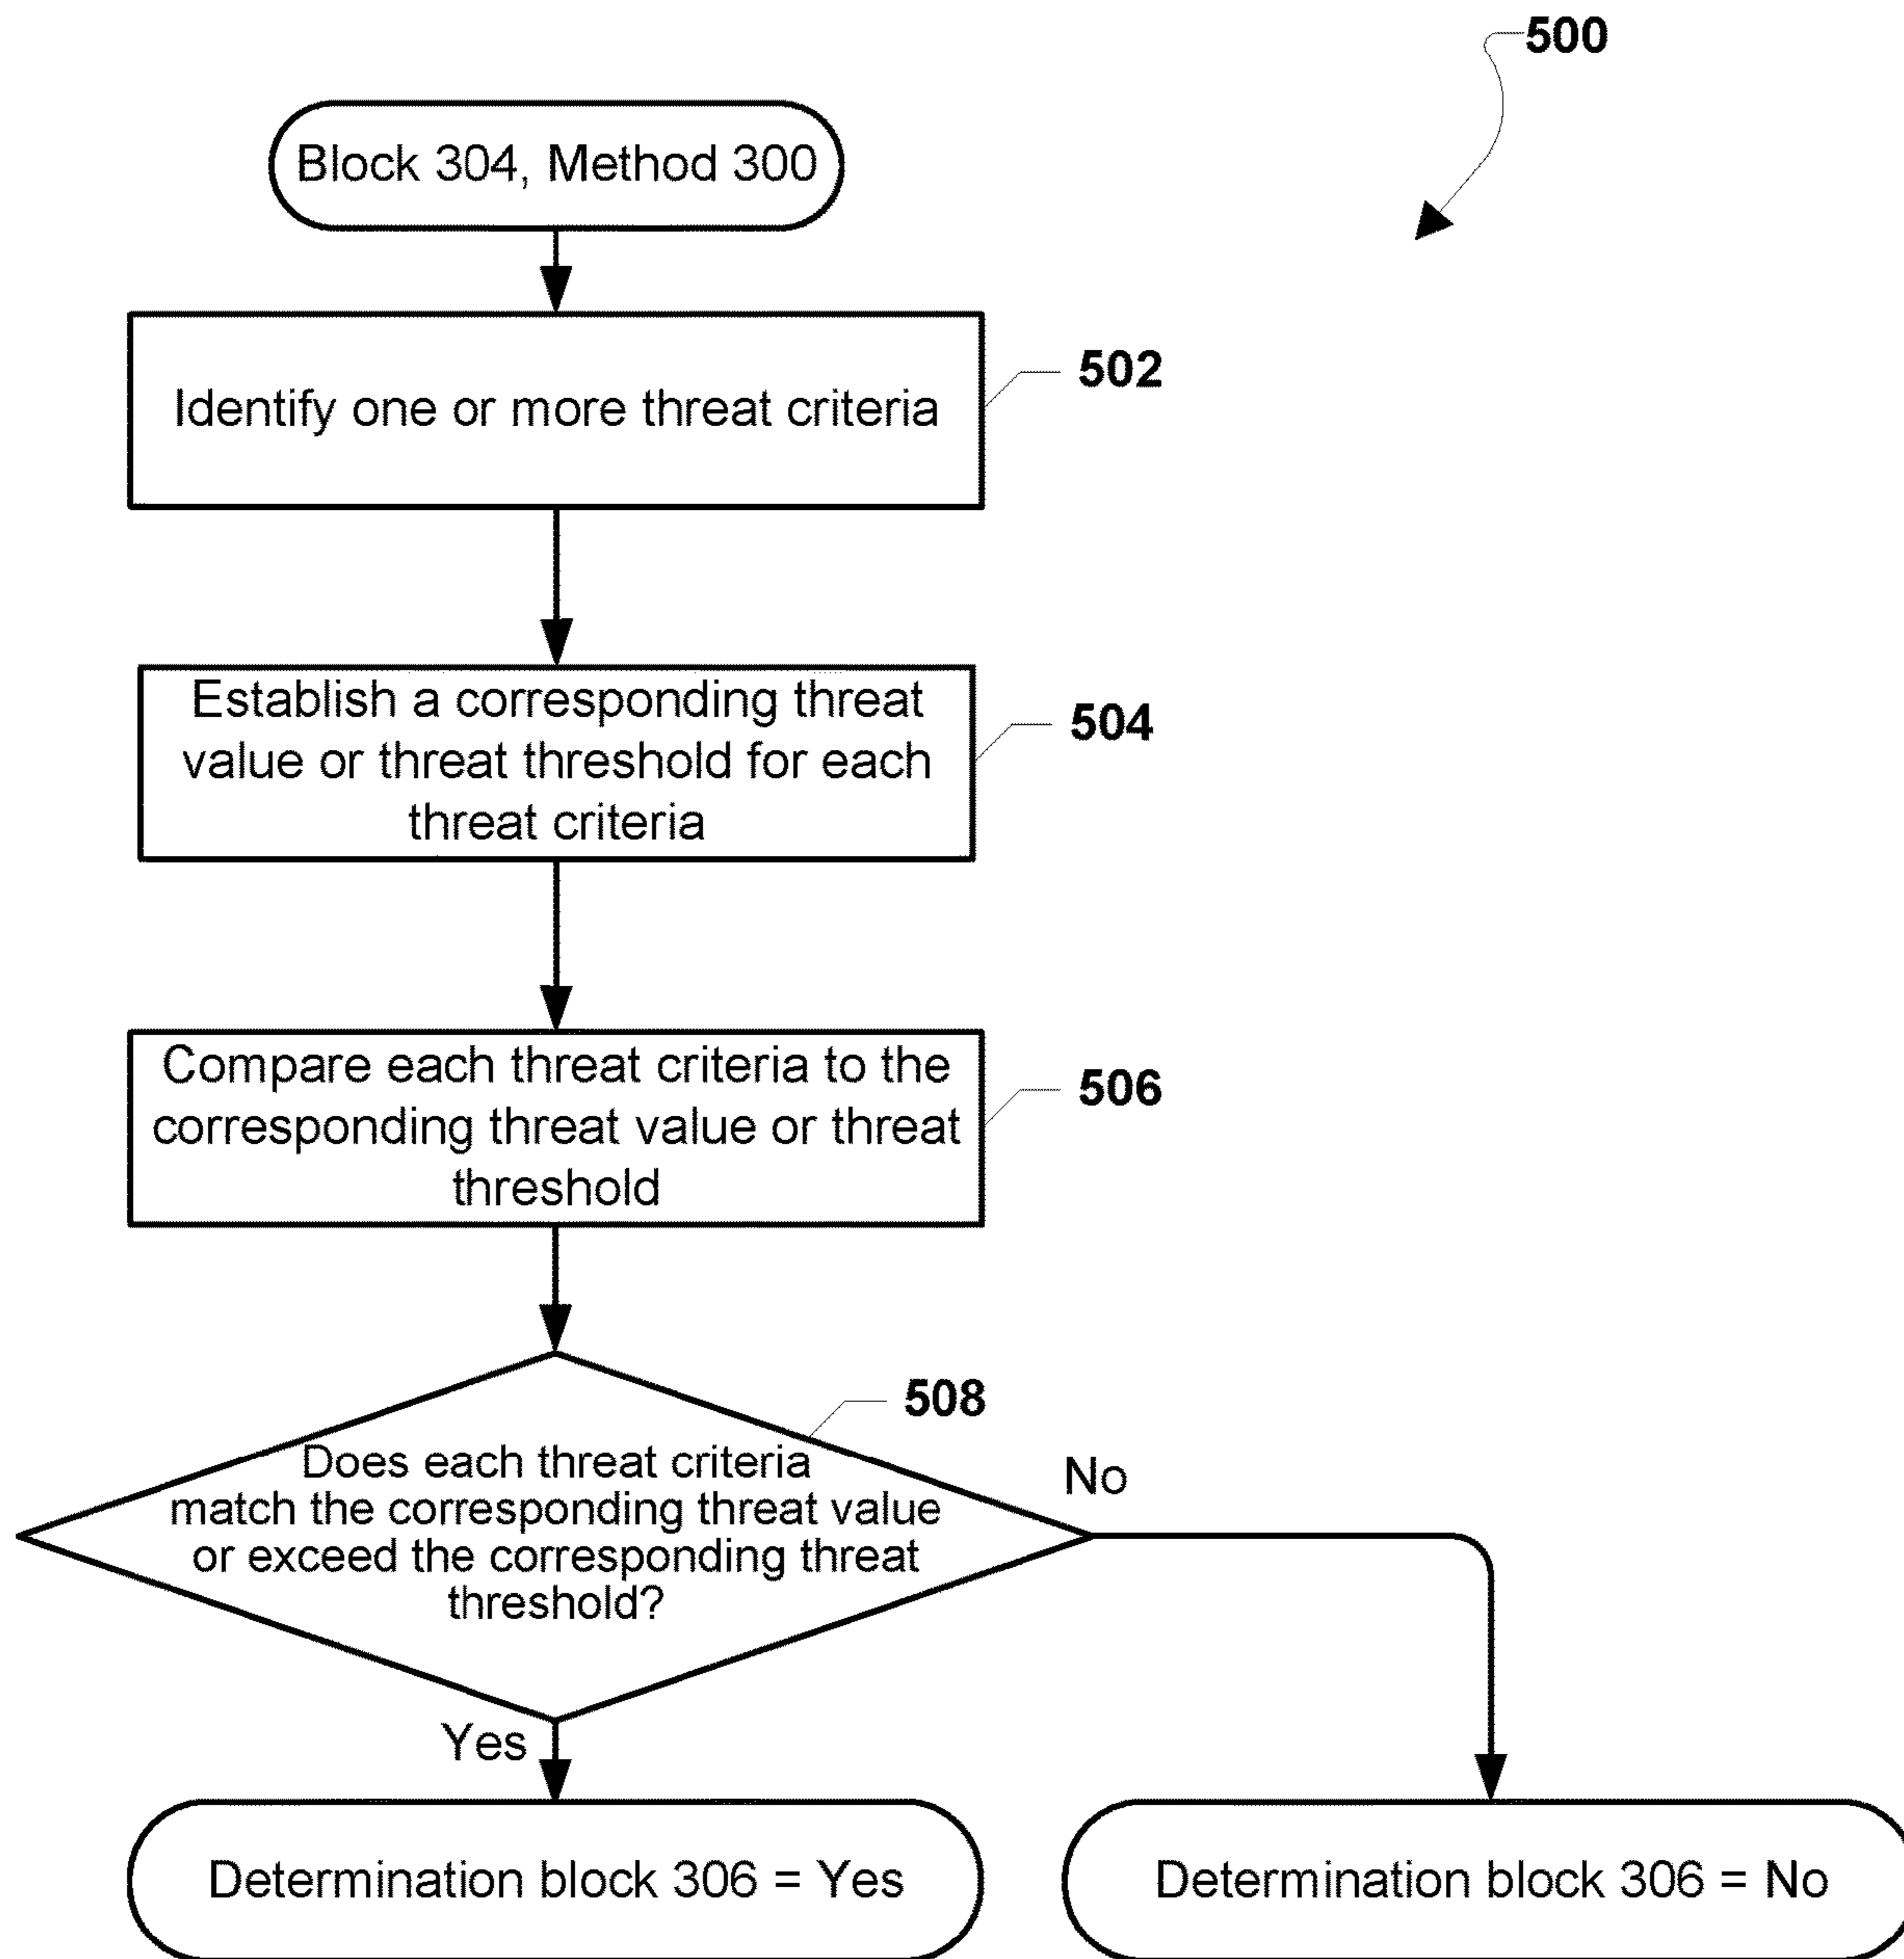 500
Block 304, Method 300
502
Identify one or more threat criteria
Establish a corresponding threat
value or threat threshold for each
threat criteria
504
Compare each threat criteria to the
corresponding threat value or threat
threshold
506
508
Does each threat criteria
match the corresponding threat value
or exceed the corresponding threat
threshold?
No
Yes
Determination block 306 = Yes
Determination block 306 = No